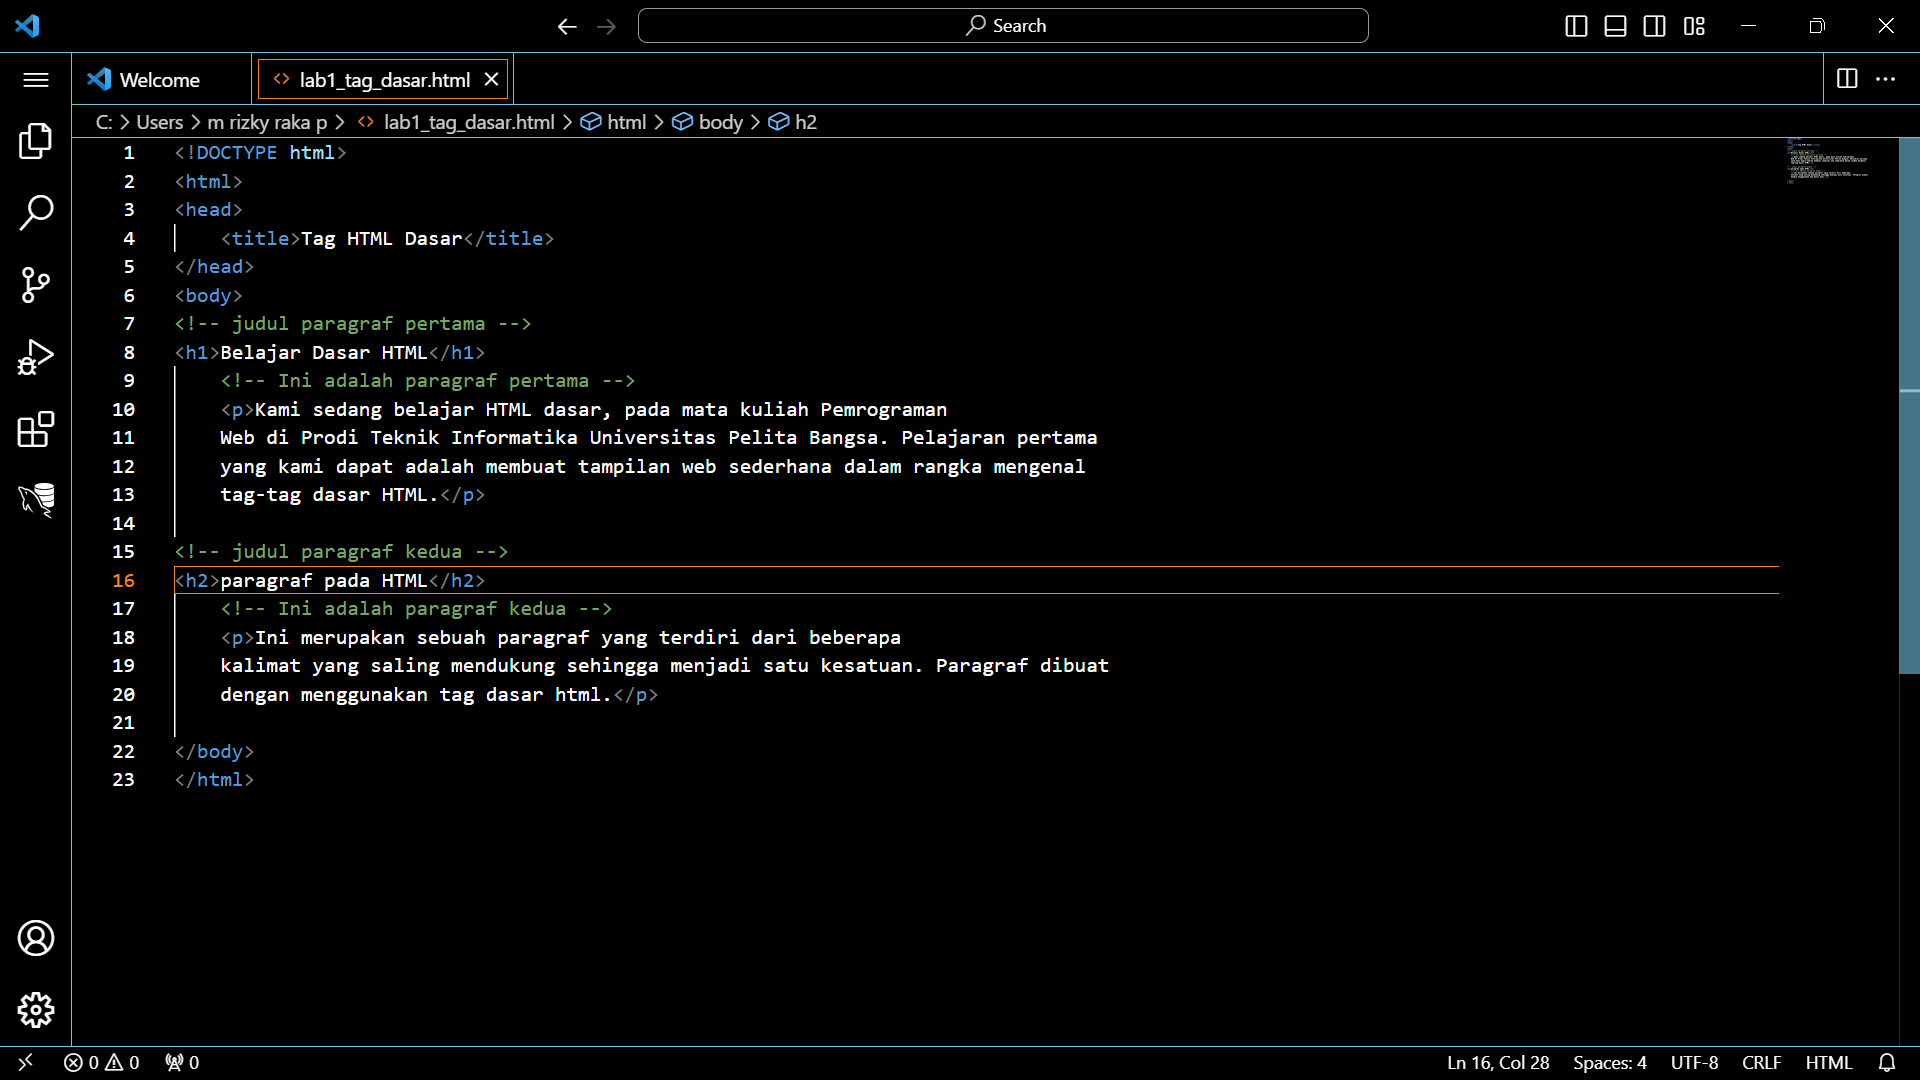 Search
Welcome
lab1_tag_dasar.html
C: > Users > m rizky raka p > <> lab1_tag_dasar.html > html > body > h2
1 <!DOCTYPE html>
2 <html>
3 <head>
4 <title>Tag HTML Dasar</title>
5 </head>
6 <body>
7 <!-- judul paragraf pertama -->
8 <h1>Belajar Dasar HTML</h1>
9 <!-- Ini adalah paragraf pertama -->
10 <p>Kami sedang belajar HTML dasar, pada mata kuliah Pemrograman
11 Web di Prodi Teknik Informatika Universitas Pelita Bangsa. Pelajaran pertama
12 yang kami dapat adalah membuat tampilan web sederhana dalam rangka mengenal
13 tag-tag dasar HTML.</p>
14
15 <!-- judul paragraf kedua -->
16 <h2>paragraf pada HTML</h2>
17 <!-- Ini adalah paragraf kedua -->
18 <p>Ini merupakan sebuah paragraf yang terdiri dari beberapa
19 kalimat yang saling mendukung sehingga menjadi satu kesatuan. Paragraf dibuat
20 dengan menggunakan tag dasar html.</p>
21
22 </body>
23 </html>
0 0 0 Ln 16, Col 28 Spaces: 4 UTF-8 CRLF HTML